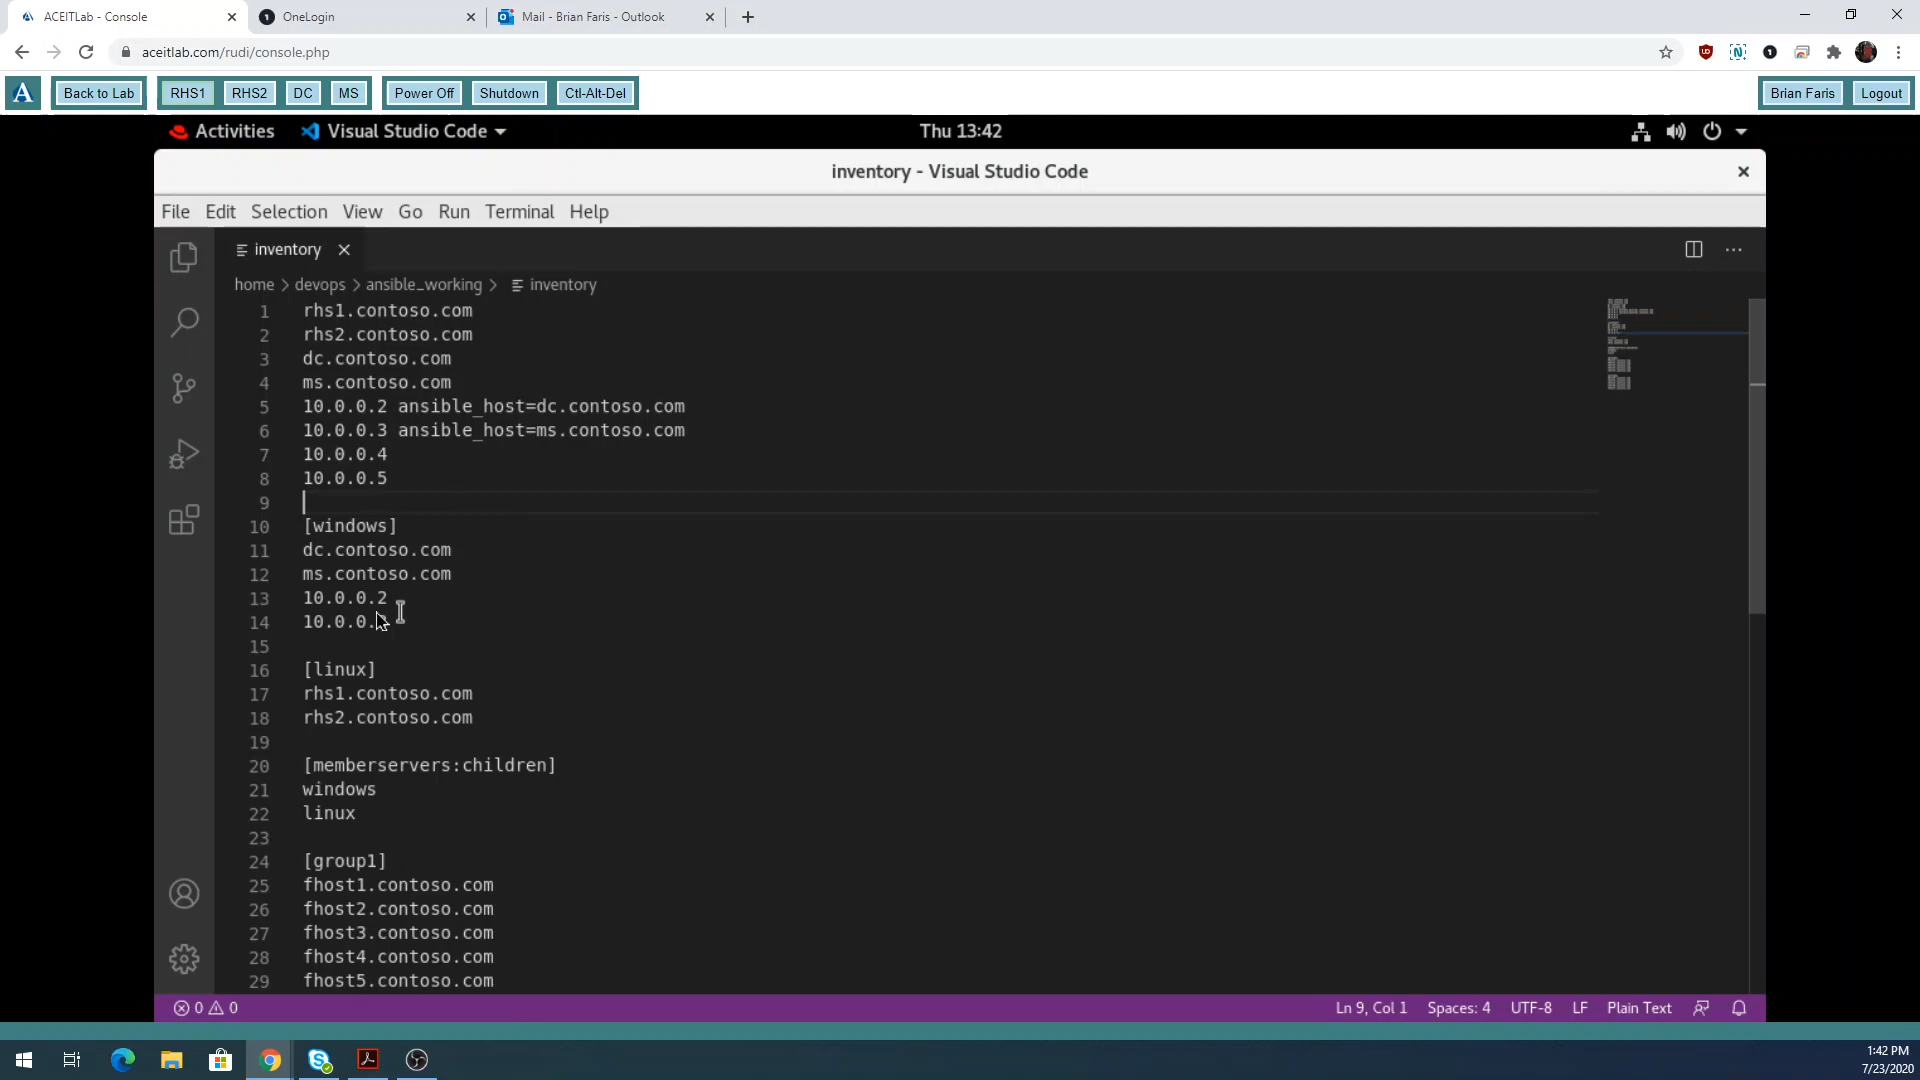 ACEITLab - Console
OneLogin
Mail - Brian Faris - Outlook
aceitlab.com/rudi/console.php
Back to Lab RHS1 RHS2 DC MS Power Off Shutdown Ctl-Alt-Del Brian Faris Logout
Activities Visual Studio Code Thu 13:42
inventory - Visual Studio Code
File Edit Selection View Go Run Terminal Help
inventory
home > devops > ansible_working > inventory
1 rhs1.contoso.com
2 rhs2.contoso.com
3 dc.contoso.com
4 ms.contoso.com
5 10.0.0.2 ansible_host=dc.contoso.com
6 10.0.0.3 ansible_host=ms.contoso.com
7 10.0.0.4
8 10.0.0.5
9
10 [windows]
11 dc.contoso.com
12 ms.contoso.com
13 10.0.0.2
14 10.0.0.
15
16 [linux]
17 rhs1.contoso.com
18 rhs2.contoso.com
19
20 [memberservers:children]
21 windows
22 linux
23
24 [group1]
25 fhost1.contoso.com
26 fhost2.contoso.com
27 fhost3.contoso.com
28 fhost4.contoso.com
29 fhost5.contoso.com
0 0 Ln 9, Col 1 Spaces: 4 UTF-8 LF Plain Text
1:42 PM
7/23/2020